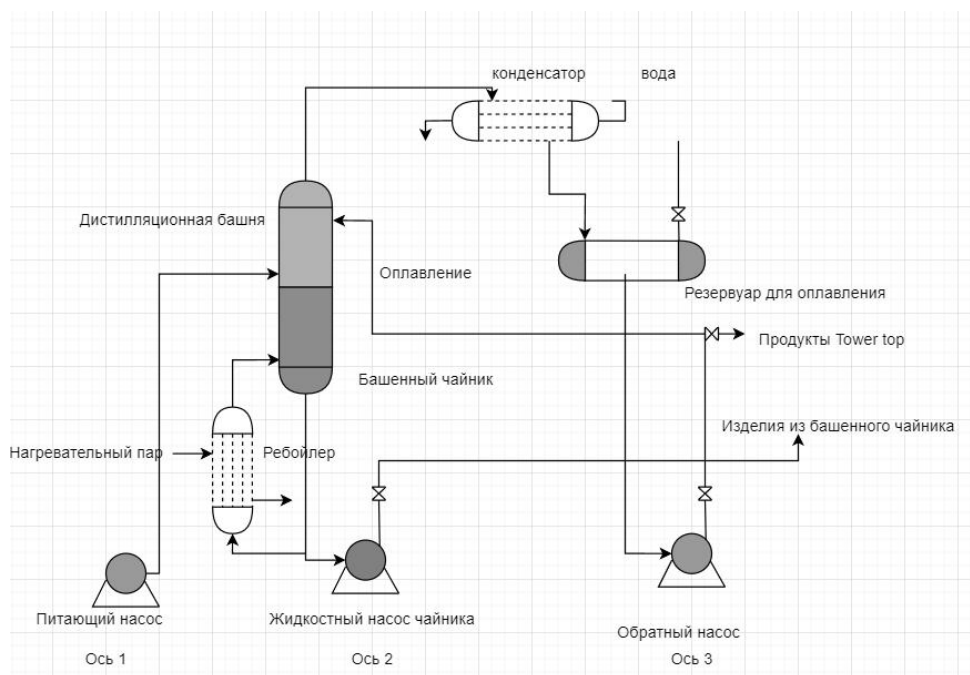 конденсатор
вода
Дистилляционная башня
Оплавление
Резервуар для оплавления
Продукты Tower top
Башенный чайник
Изделия из башенного чайника
Нагревательный пар
Ребойлер
Питающий насос
Жидкостный насос чайника
Обратный насос
Ось 1
Ось 2
Ось 3